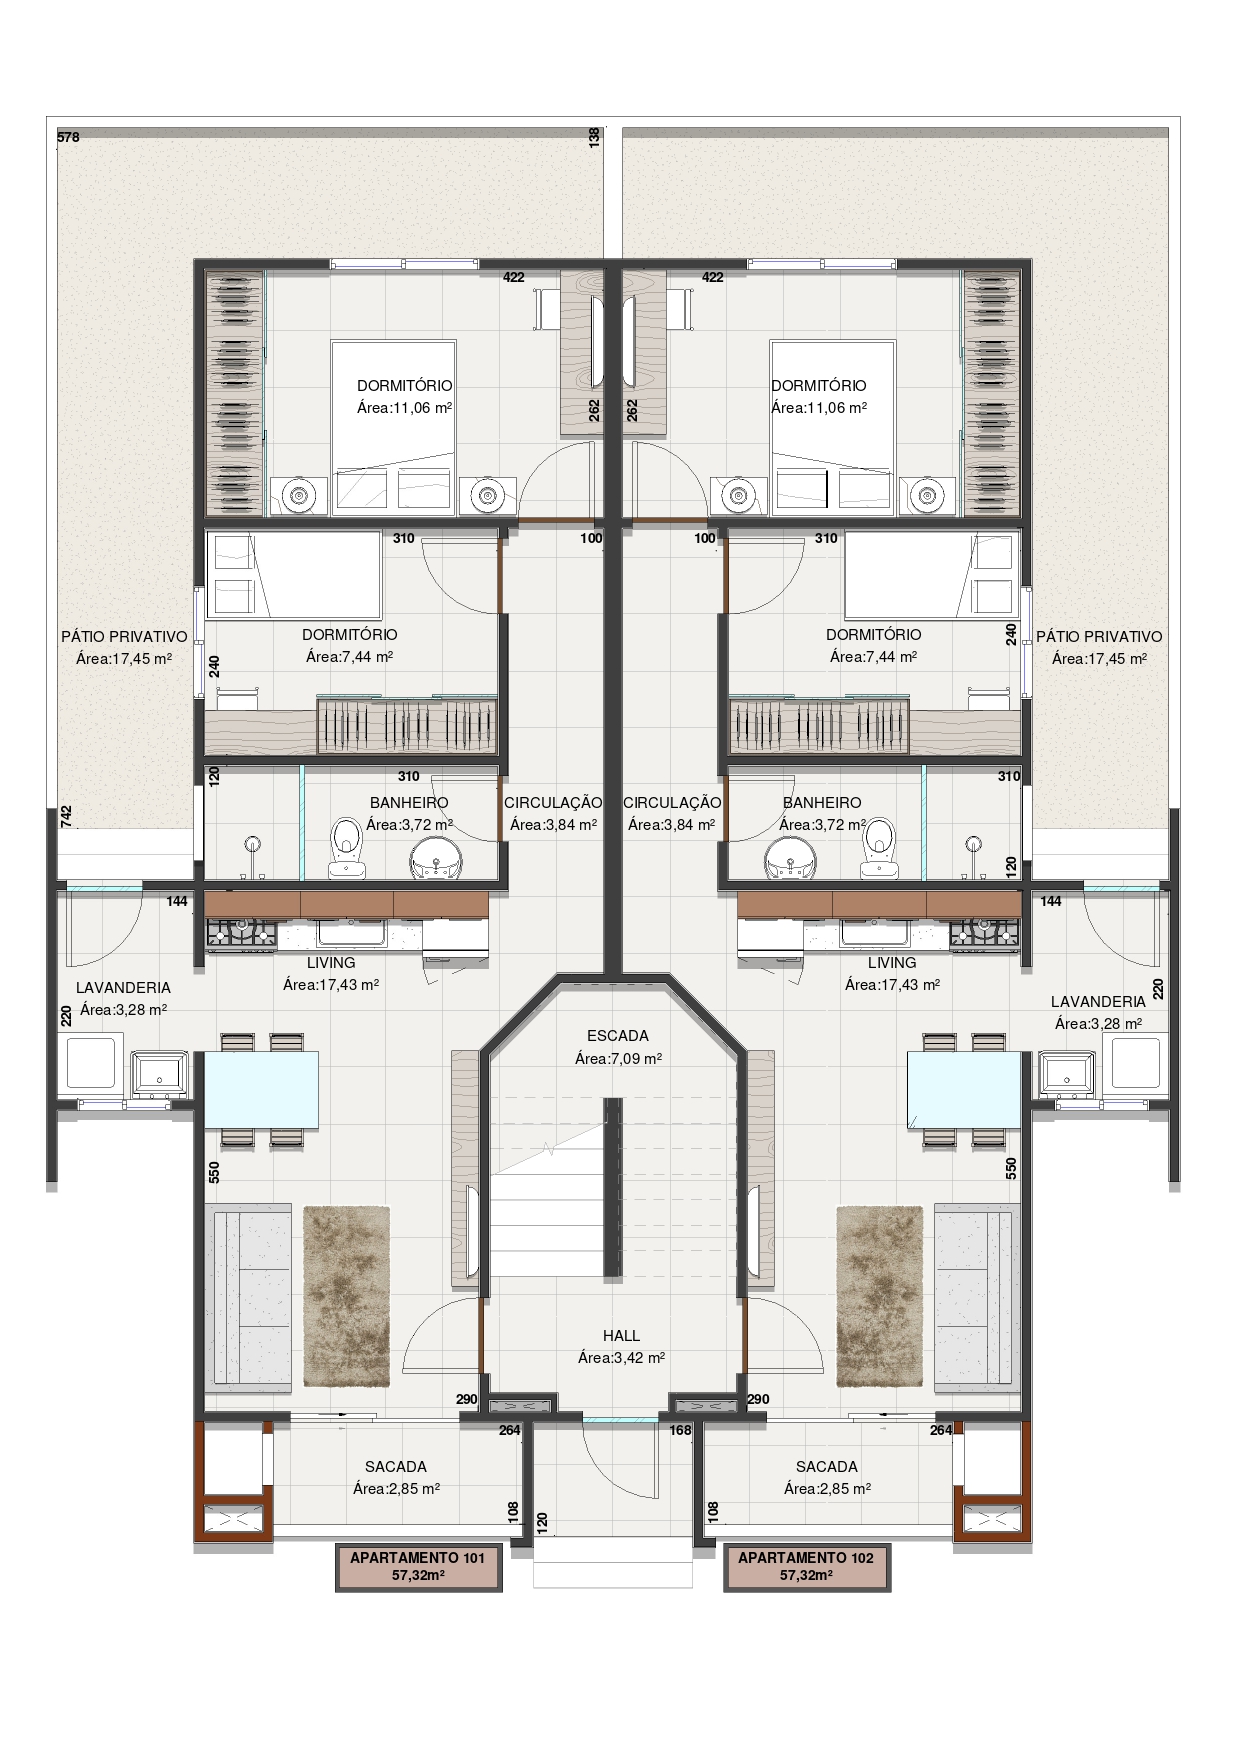 578
138
422
422
DORMITÓRIO
Área:11,06 m²
DORMITÓRIO
Área:11,06 m²
262
262
310
100
100
310
PÁTIO PRIVATIVO
Área:17,45 m²
DORMITÓRIO
Área:7,44 m²
240
DORMITÓRIO
Área:7,44 m²
240
PÁTIO PRIVATIVO
Área:17,45 m²
120
310
310
742
BANHEIRO
Área:3,72 m²
CIRCULAÇÃO
Área:3,84 m²
CIRCULAÇÃO
Área:3,84 m²
BANHEIRO
Área:3,72 m²
120
144
144
LIVING
Área:17,43 m²
LIVING
Área:17,43 m²
LAVANDERIA
Área:3,28 m²
220
LAVANDERIA
Área:3,28 m²
220
ESCADA
Área:7,09 m²
550
550
HALL
Área:3,42 m²
290
290
264
168
264
SACADA
Área:2,85 m²
SACADA
Área:2,85 m²
108
120
108
APARTAMENTO 101
57,32m²
APARTAMENTO 102
57,32m²